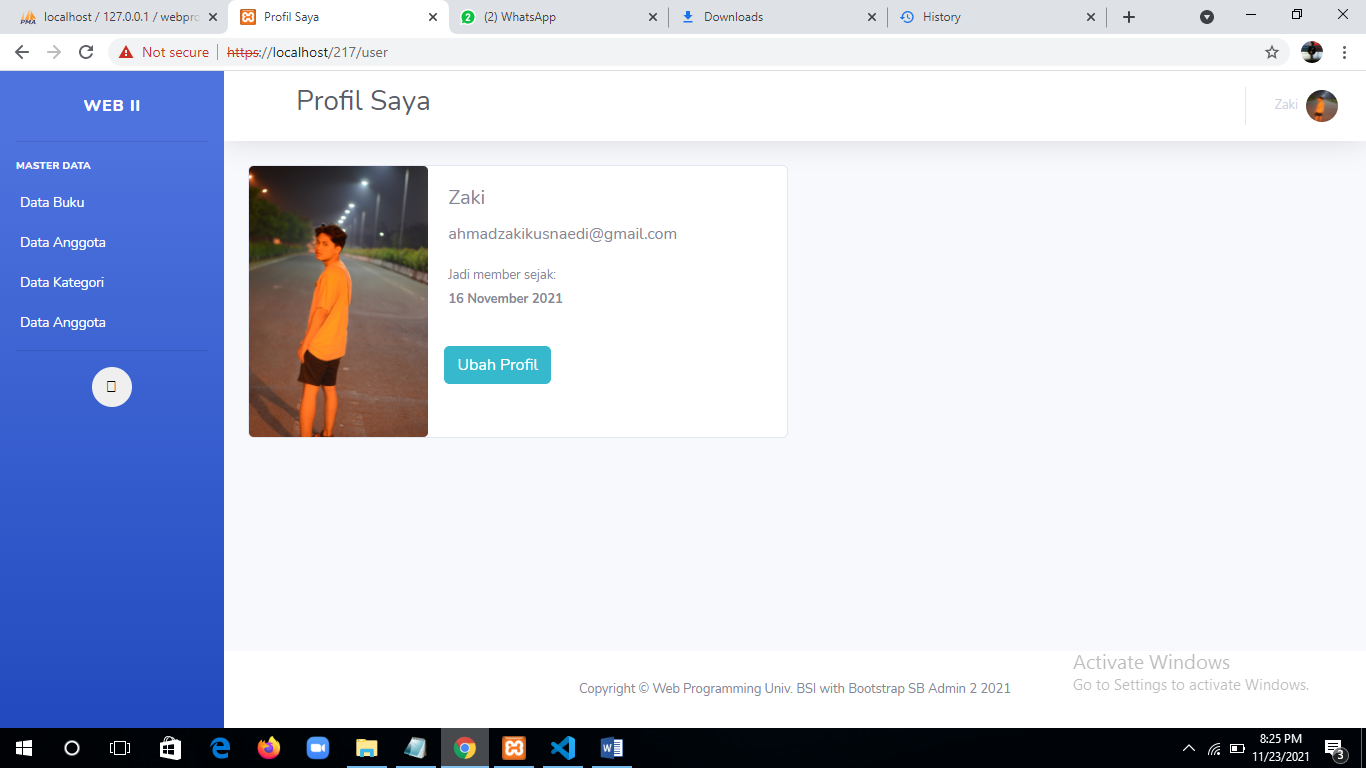 localhost / 127.0.0.1 / webpro
Profil Saya
(2) WhatsApp
Downloads
History
Not secure
https://localhost/217/user
WEB II
Profil Saya
Zaki
MASTER DATA
Data Buku
Data Anggota
Data Kategori
Data Anggota
Zaki
ahmadzakikusnaedi@gmail.com
Jadi member sejak:
16 November 2021
Ubah Profil
Activate Windows
Go to Settings to activate Windows.
Copyright © Web Programming Univ. BSI with Bootstrap SB Admin 2 2021
8:25 PM
11/23/2021
3